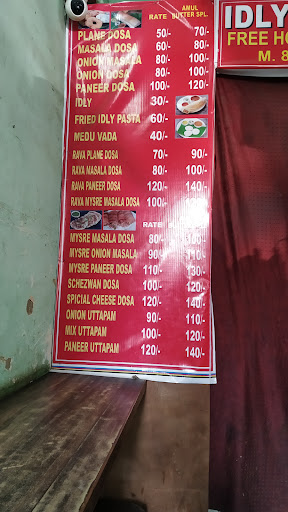 RATE AMUL BUTTER SPL.
PLANE DOSA 50/- 70/-
MASALA DOSA 60/- 80/-
ONION MASALA 80/- 100/-
ONION DOSA 80/- 100/-
PANEER DOSA 100/- 120/-
IDLY 30/-
FRIED IDLY PASTA 60/-
MEDU VADA 40/-
RAVA PLANE DOSA 70/- 90/-
RAVA MASALA DOSA 80/- 100/-
RAVA PANEER DOSA 120/- 140/-
RAVA MYSRE MASALA DOSA 100/-
RATE
MYSRE MASALA DOSA 80/- 100/-
MYSRE ONION MASALA 90/- 110/-
MYSRE PANEER DOSA 110/- 130/-
SCHEZWAN DOSA 100/- 120/-
SPICIAL CHEESE DOSA 120/- 140/-
ONION UTTAPAM 90/- 110/-
MIX UTTAPAM 100/- 120/-
PANEER UTTAPAM 120/- 140/-
IDLY
FREE HO
M. 8